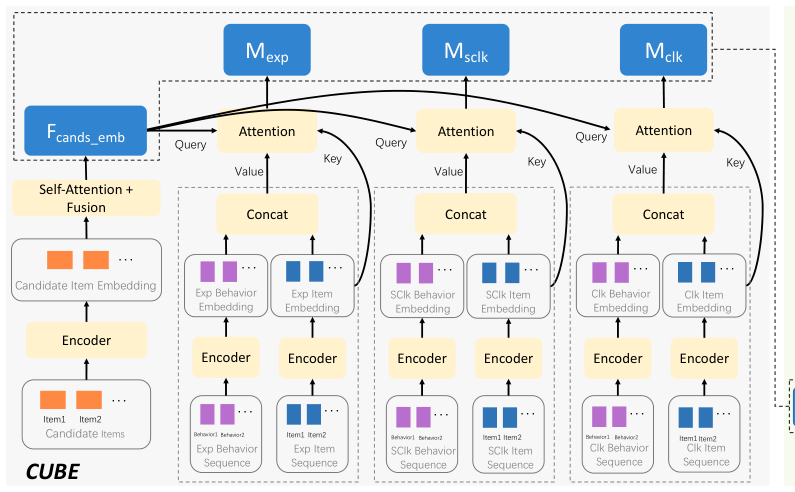 M_exp
M_sclk
M_clk
F_cands_emb
Attention
Attention
Attention
Query
Query
Query
Key
Key
Key
Value
Value
Value
Self-Attention +
Fusion
Concat
Concat
Concat
...
Candidate Item Embedding
...
Exp Behavior
Embedding
...
Exp Item
Embedding
...
SClk Behavior
Embedding
...
SClk Item
Embedding
...
Clk Behavior
Embedding
...
Clk Item
Embedding
Encoder
Encoder
Encoder
Encoder
Encoder
Encoder
Encoder
...
Item1 Item2
Candidate Items
...
Behavior1 Behavior2
Exp Behavior
Sequence
...
Item1 Item2
Exp Item
Sequence
...
Behavior1 Behavior2
SClk Behavior
Sequence
...
Item1 Item2
SClk Item
Sequence
...
Behavior1 Behavior2
Clk Behavior
Sequence
...
Item1 Item2
Clk Item
Sequence
CUBE